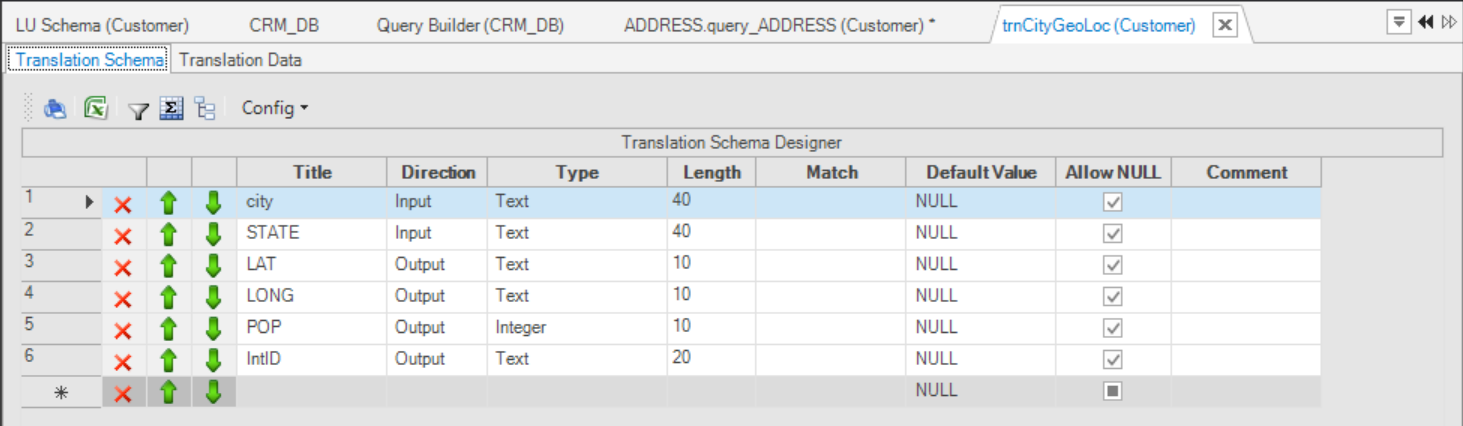 LU Schema (Customer) CRM_DB Query Builder (CRM_DB) ADDRESS.query_ADDRESS (Customer) * trnCityGeoLoc (Customer)
Translation Schema Translation Data
Config
Translation Schema Designer
Title Direction Type Length Match Default Value Allow NULL Comment
1 city Input Text 40 NULL
2 STATE Input Text 40 NULL
3 LAT Output Text 10 NULL
4 LONG Output Text 10 NULL
5 POP Output Integer 10 NULL
6 IntID Output Text 20 NULL
* NULL